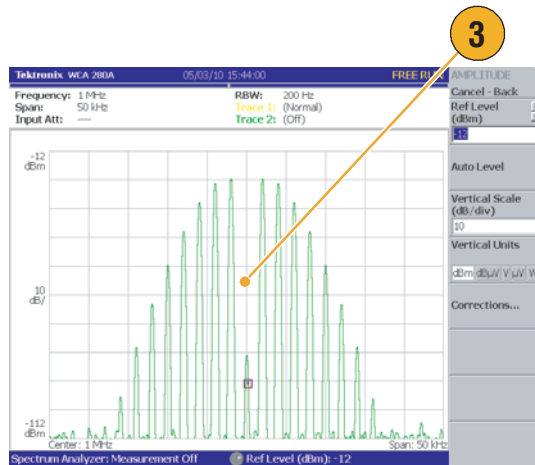 3
Tektronix WCA 280A 05/03/10 15:44:00 FREE RUN
Frequency: 1 MHz RBW: 200 Hz
Span: 50 kHz Trace 1: (Normal)
Input Att: ---- Trace 2: (Off)
-12
dBm
10
dB/
-112
dBm
Center: 1 MHz Span: 50 kHz
Spectrum Analyzer: Measurement Off Ref Level (dBm): -12
AMPLITUDE
Cancel - Back
Ref Level
(dBm)
-12
Auto Level
Vertical Scale
(dB/div)
10
Vertical Units
dBm dBµV V µV W
Corrections...